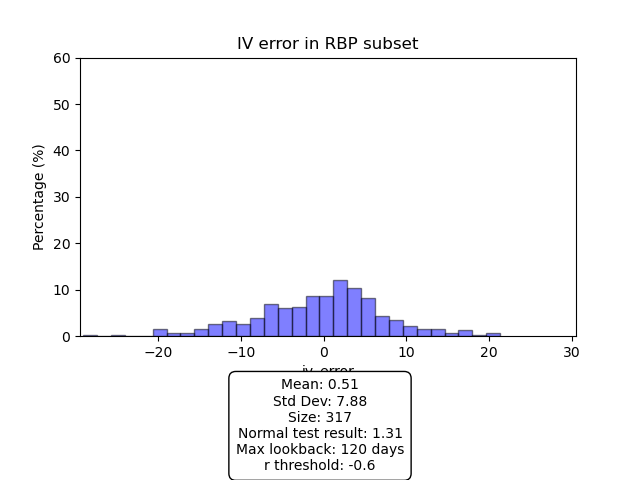 IV error in RBP subset
60
50
40
30
20
10
0
Percentage (%)
−20
−10
0
10
20
30
iv_error
Mean: 0.51
Std Dev: 7.88
Size: 317
Normal test result: 1.31
Max lookback: 120 days
r threshold: -0.6